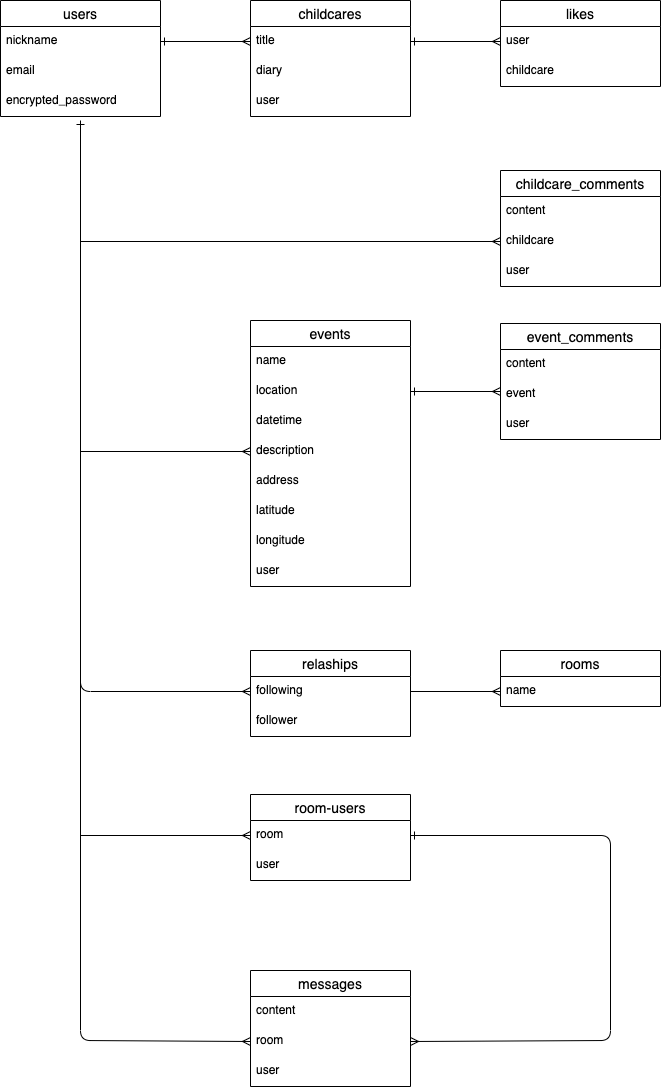 users
nickname
email
encrypted_password
childcares
title
diary
user
likes
user
childcare
childcare_comments
content
childcare
user
events
name
location
datetime
description
address
latitude
longitude
user
event_comments
content
event
user
relaships
following
follower
rooms
name
room-users
room
user
messages
content
room
user